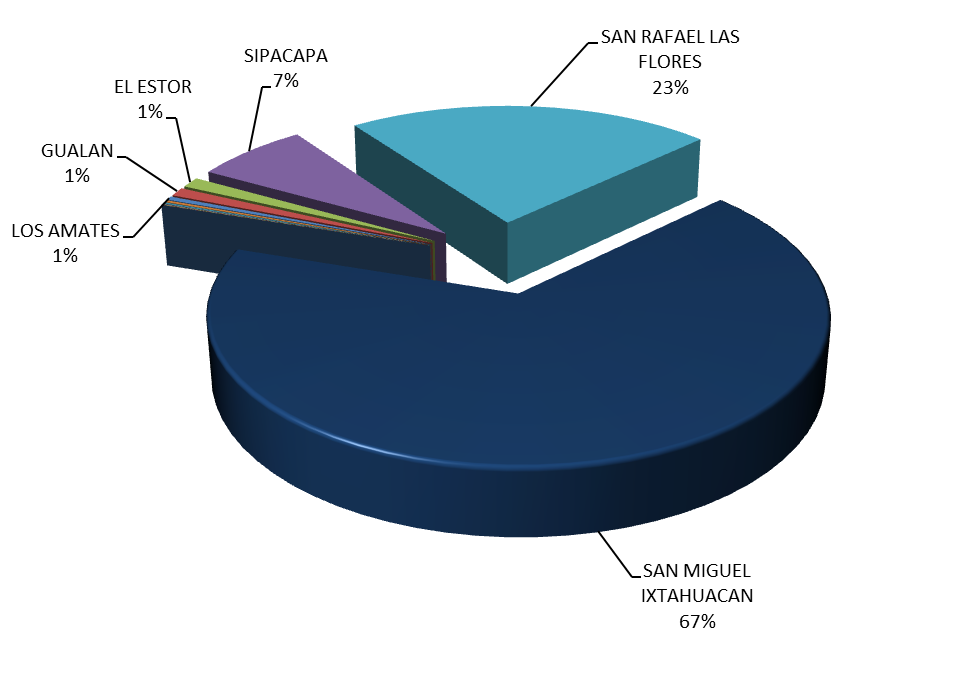 SAN RAFAEL LAS
FLORES
23%
SIPACAPA
7%
EL ESTOR
1%
GUALAN
1%
LOS AMATES
1%
SAN MIGUEL
IXTAHUACAN
67%